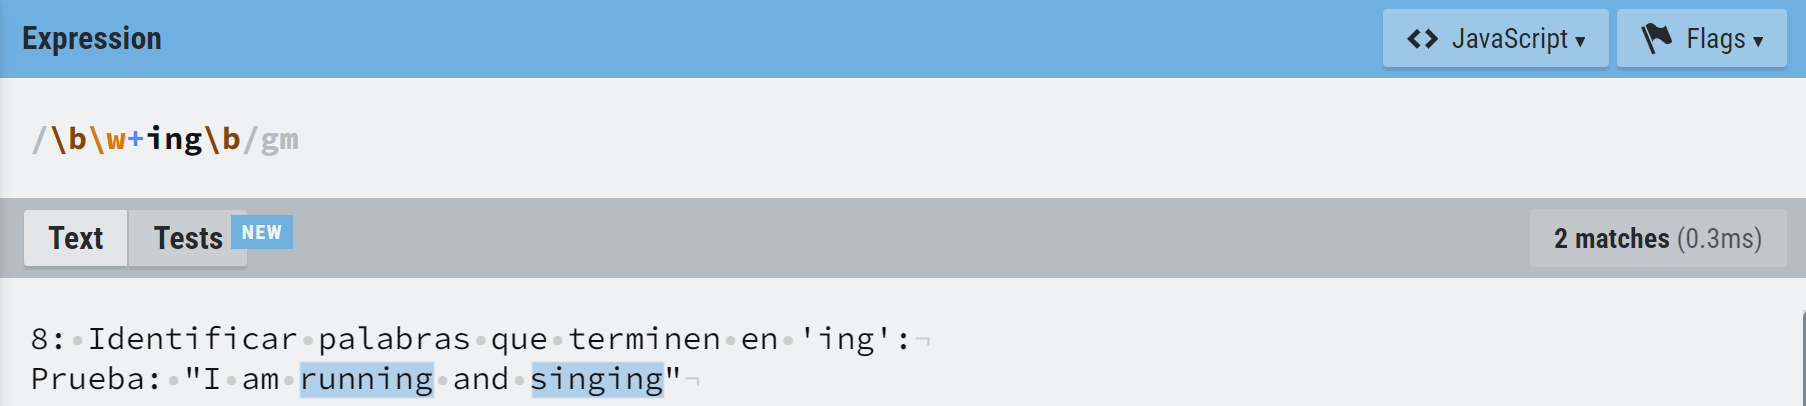 Expression
JavaScript ▾
Flags ▾
/\b\w+ing\b/gm
Text
Tests
NEW
2 matches (0.3ms)
8:•Identificar•palabras•que•terminen•en•'ing':¬
Prueba:•"I•am•running•and•singing"¬